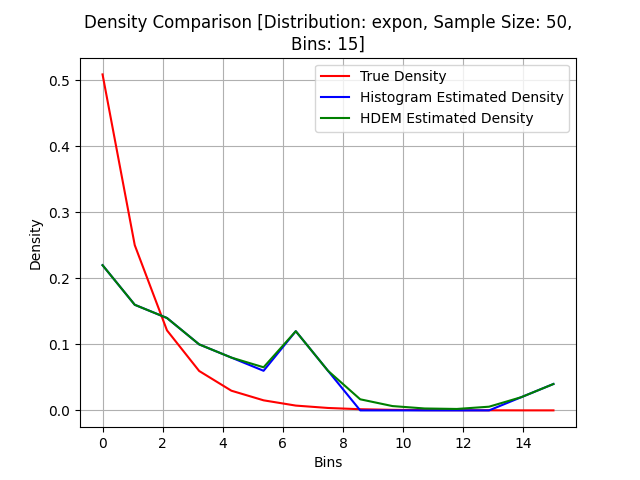 Density Comparison [Distribution: expon, Sample Size: 50,
Bins: 15]
True Density
Histogram Estimated Density
HDEM Estimated Density
Density
0.5
0.4
0.3
0.2
0.1
0.0
0 2 4 6 8 10 12 14
Bins